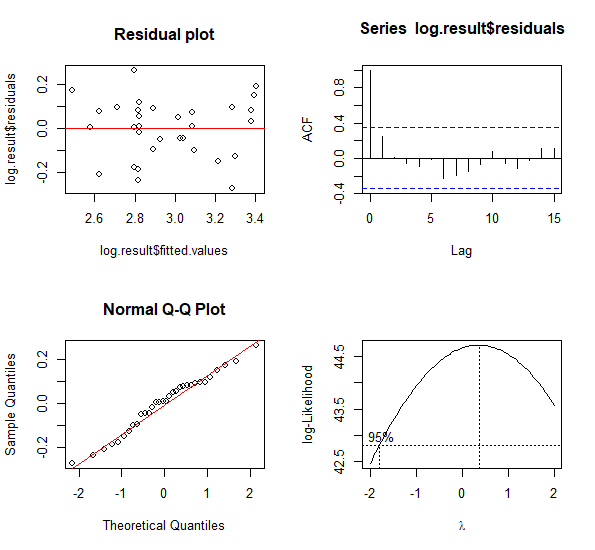 Residual plot
log.result$residuals
0.2
0.0
-0.2
2.6 2.8 3.0 3.2 3.4
log.result$fitted.values
Series log.result$residuals
ACF
0.8
0.4
0.0
-0.4
0 5 10 15
Lag
Normal Q-Q Plot
Sample Quantiles
0.2
0.0
-0.2
-2 -1 0 1 2
Theoretical Quantiles
log-Likelihood
44.5
43.5
42.5
95%
-2 -1 0 1 2
λ